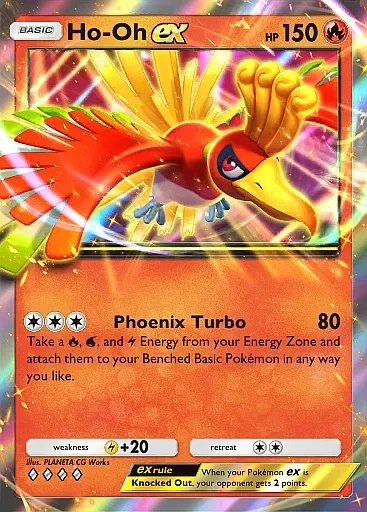 BASIC Ho-Oh ex HP 150
Phoenix Turbo 80
Take a , , and Energy from your Energy Zone and
attach them to your Benched Basic Pokémon in any way
you like.
weakness +20 retreat
Illus. PLANETA CG Works
ex rule When your Pokémon ex is
Knocked Out, your opponent gets 2 points.